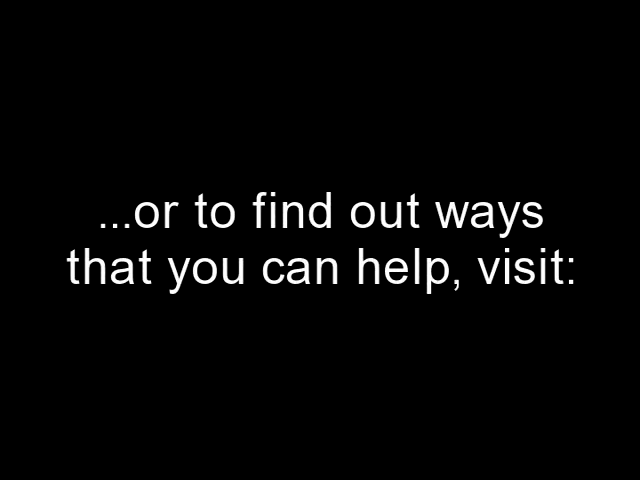 ...or to find out ways
that you can help, visit: